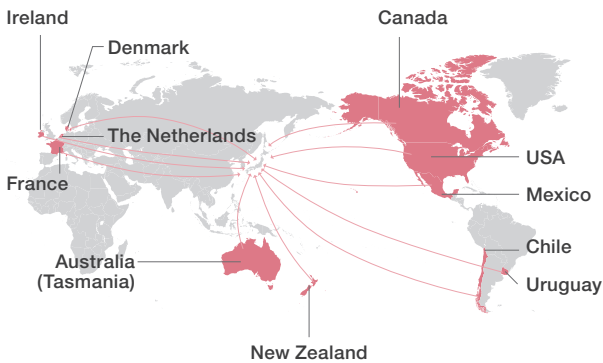 Ireland
Canada
Denmark
The Netherlands
USA
France
Mexico
Chile
Australia
(Tasmania)
Uruguay
New Zealand